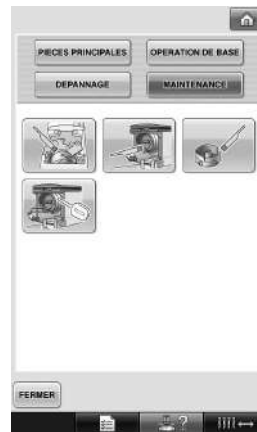 PIECES PRINCIPALES
OPERATION DE BASE
DEPANNAGE
MAINTENANCE
FERMER
?